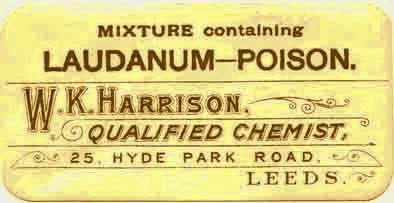 MIXTURE containing
LAUDANUM—POISON.
W.K.HARRISON.
QUALIFIED CHEMIST,
25, HYDE PARK ROAD,
LEEDS.